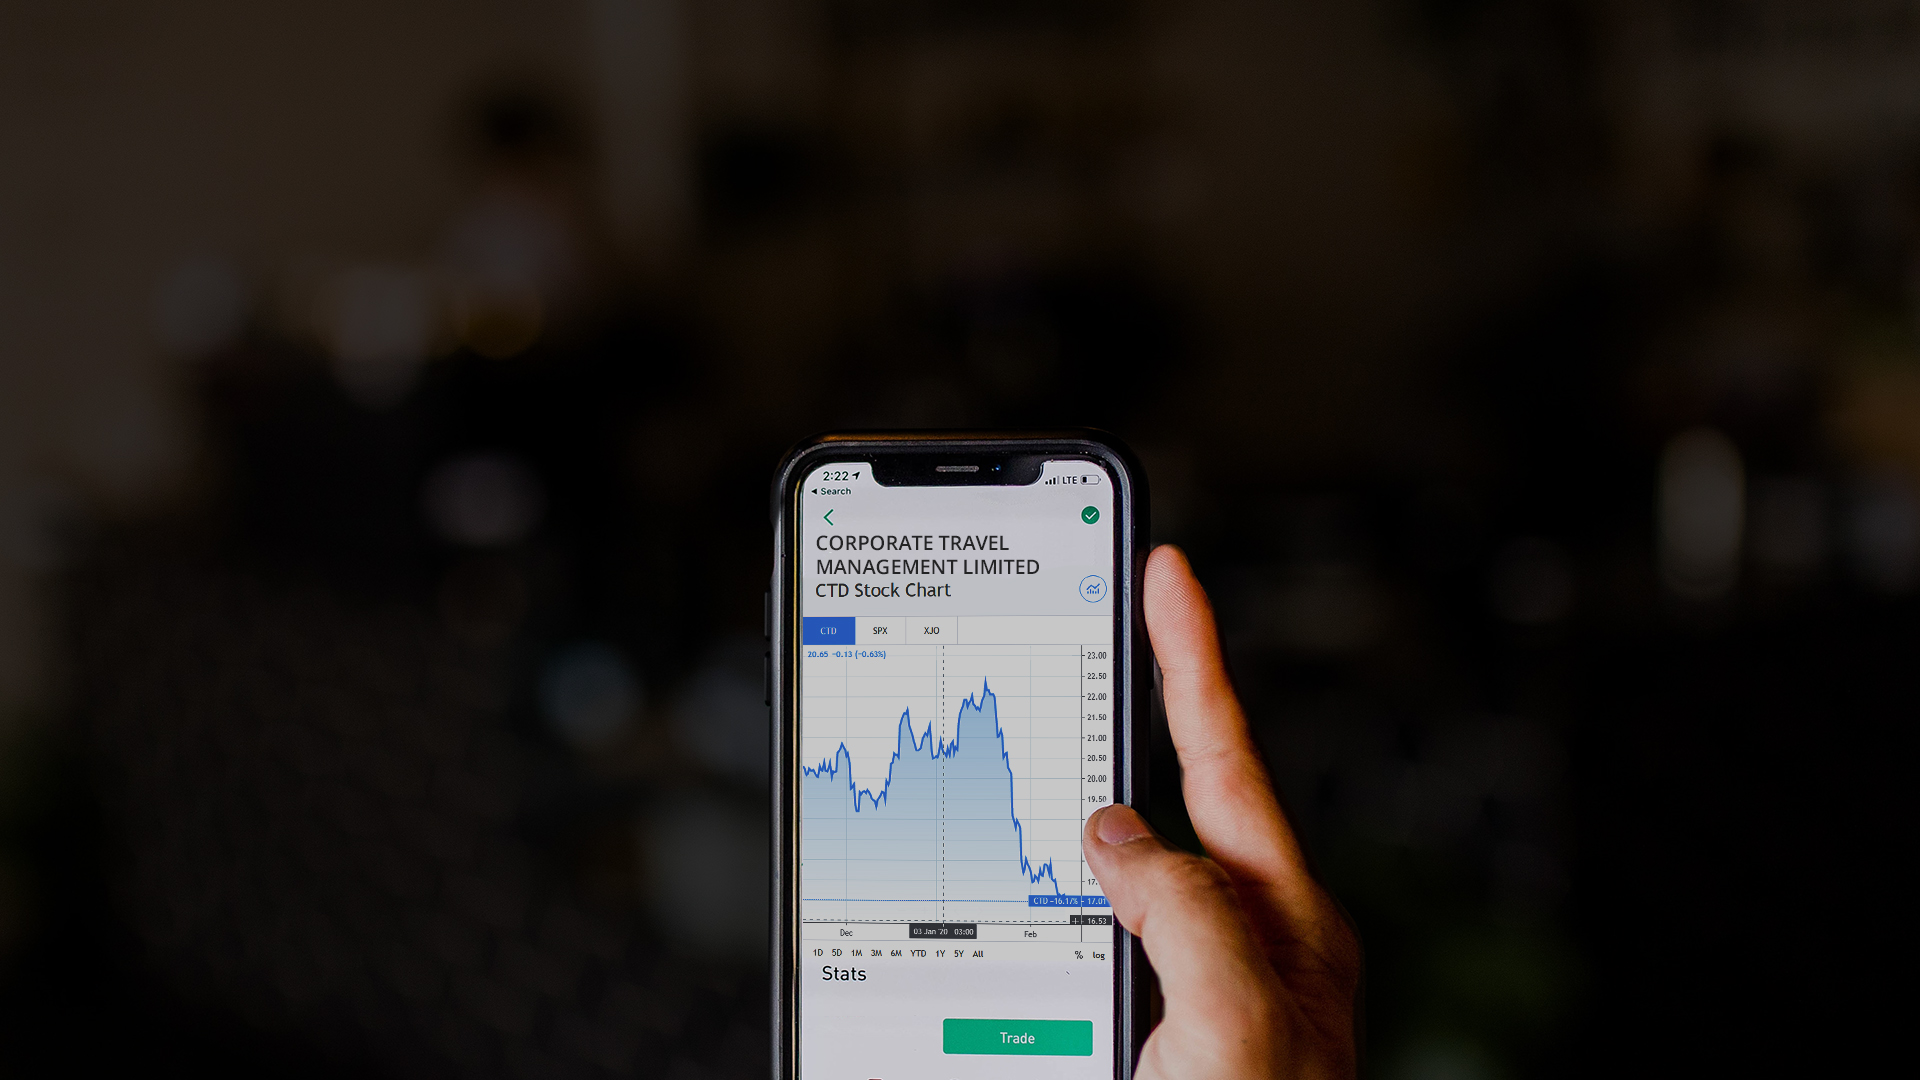 2:22
LTE
Search
CORPORATE TRAVEL
MANAGEMENT LIMITED
CTD Stock Chart
CTD SPX XJO
20.65 −0.13 (−0.63%)
23.00
22.50
22.00
21.50
21.00
20.50
20.00
19.50
17.
CTD −16.17% 17.01
16.53
Dec 03 Jan '20 03:00 Feb
1D 5D 1M 3M 6M YTD 1Y 5Y All % log
Stats
Trade